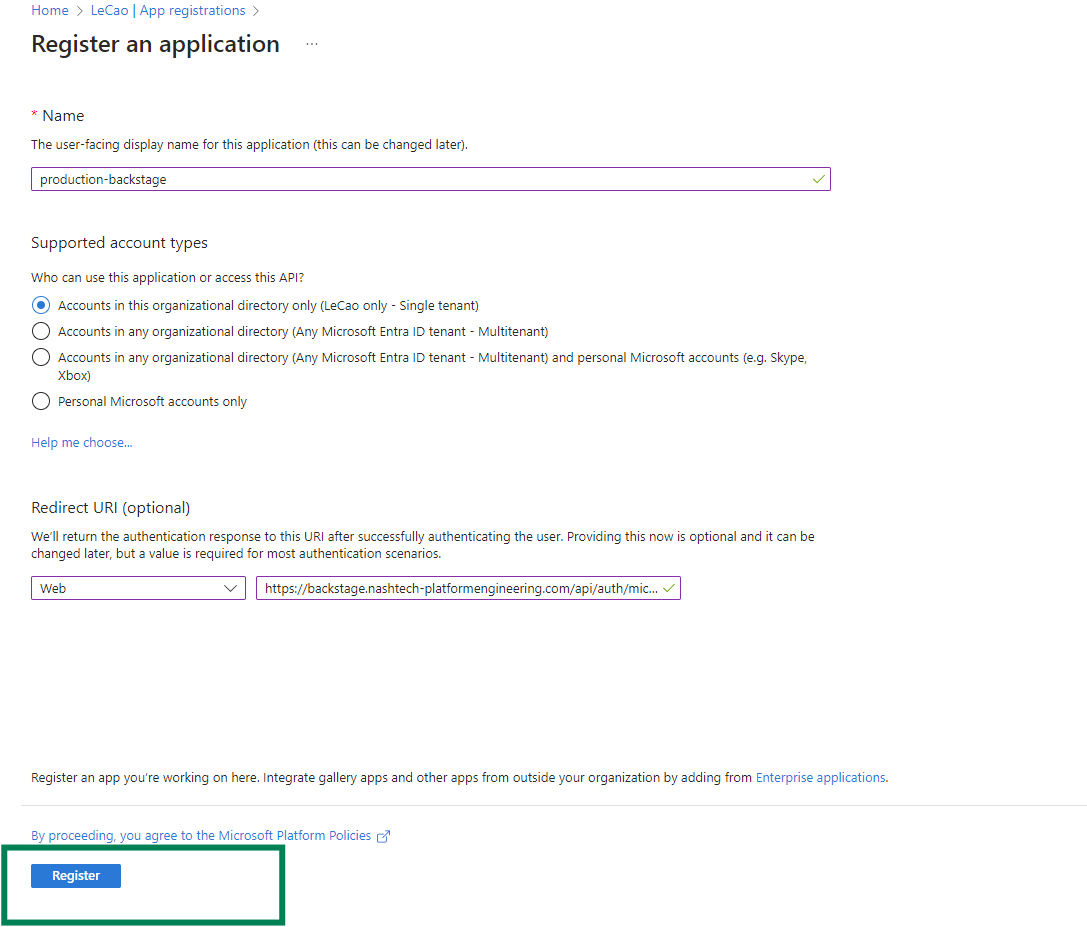 Home > LeCao | App registrations >
Register an application ...
* Name
The user-facing display name for this application (this can be changed later).
production-backstage
Supported account types
Who can use this application or access this API?
Accounts in this organizational directory only (LeCao only - Single tenant)
Accounts in any organizational directory (Any Microsoft Entra ID tenant - Multitenant)
Accounts in any organizational directory (Any Microsoft Entra ID tenant - Multitenant) and personal Microsoft accounts (e.g. Skype,
Xbox)
Personal Microsoft accounts only
Help me choose...
Redirect URI (optional)
We'll return the authentication response to this URI after successfully authenticating the user. Providing this now is optional and it can be
changed later, but a value is required for most authentication scenarios.
Web https://backstage.nashtech-platformengineering.com/api/auth/mic...
Register an app you're working on here. Integrate gallery apps and other apps from outside your organization by adding from Enterprise applications.
By proceeding, you agree to the Microsoft Platform Policies
Register